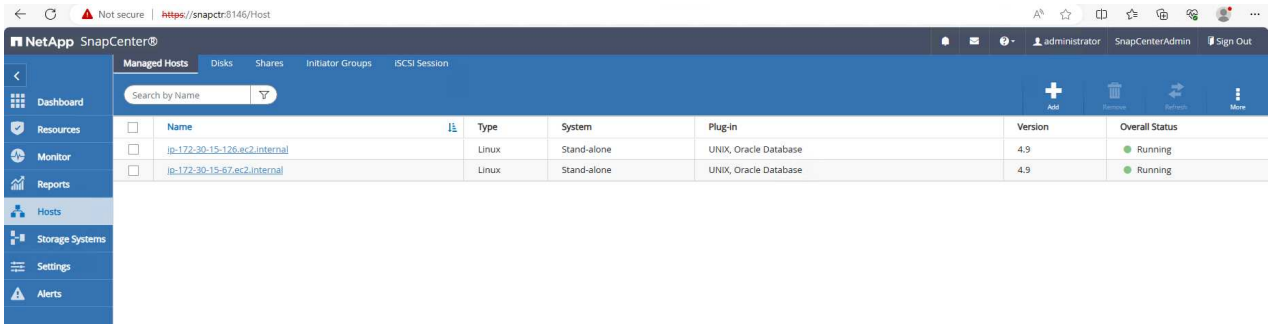 Not secure https://snapctr:8146/Host
NetApp SnapCenter® administrator SnapCenterAdmin Sign Out
Managed Hosts Disks Shares Initiator Groups iSCSI Session
Search by Name
Add Remove Refresh More
Dashboard
Resources
Monitor
Reports
Hosts
Storage Systems
Settings
Alerts
Name Type System Plug-in Version Overall Status
ip-172-30-15-126.ec2.internal Linux Stand-alone UNIX, Oracle Database 4.9 Running
ip-172-30-15-67.ec2.internal Linux Stand-alone UNIX, Oracle Database 4.9 Running